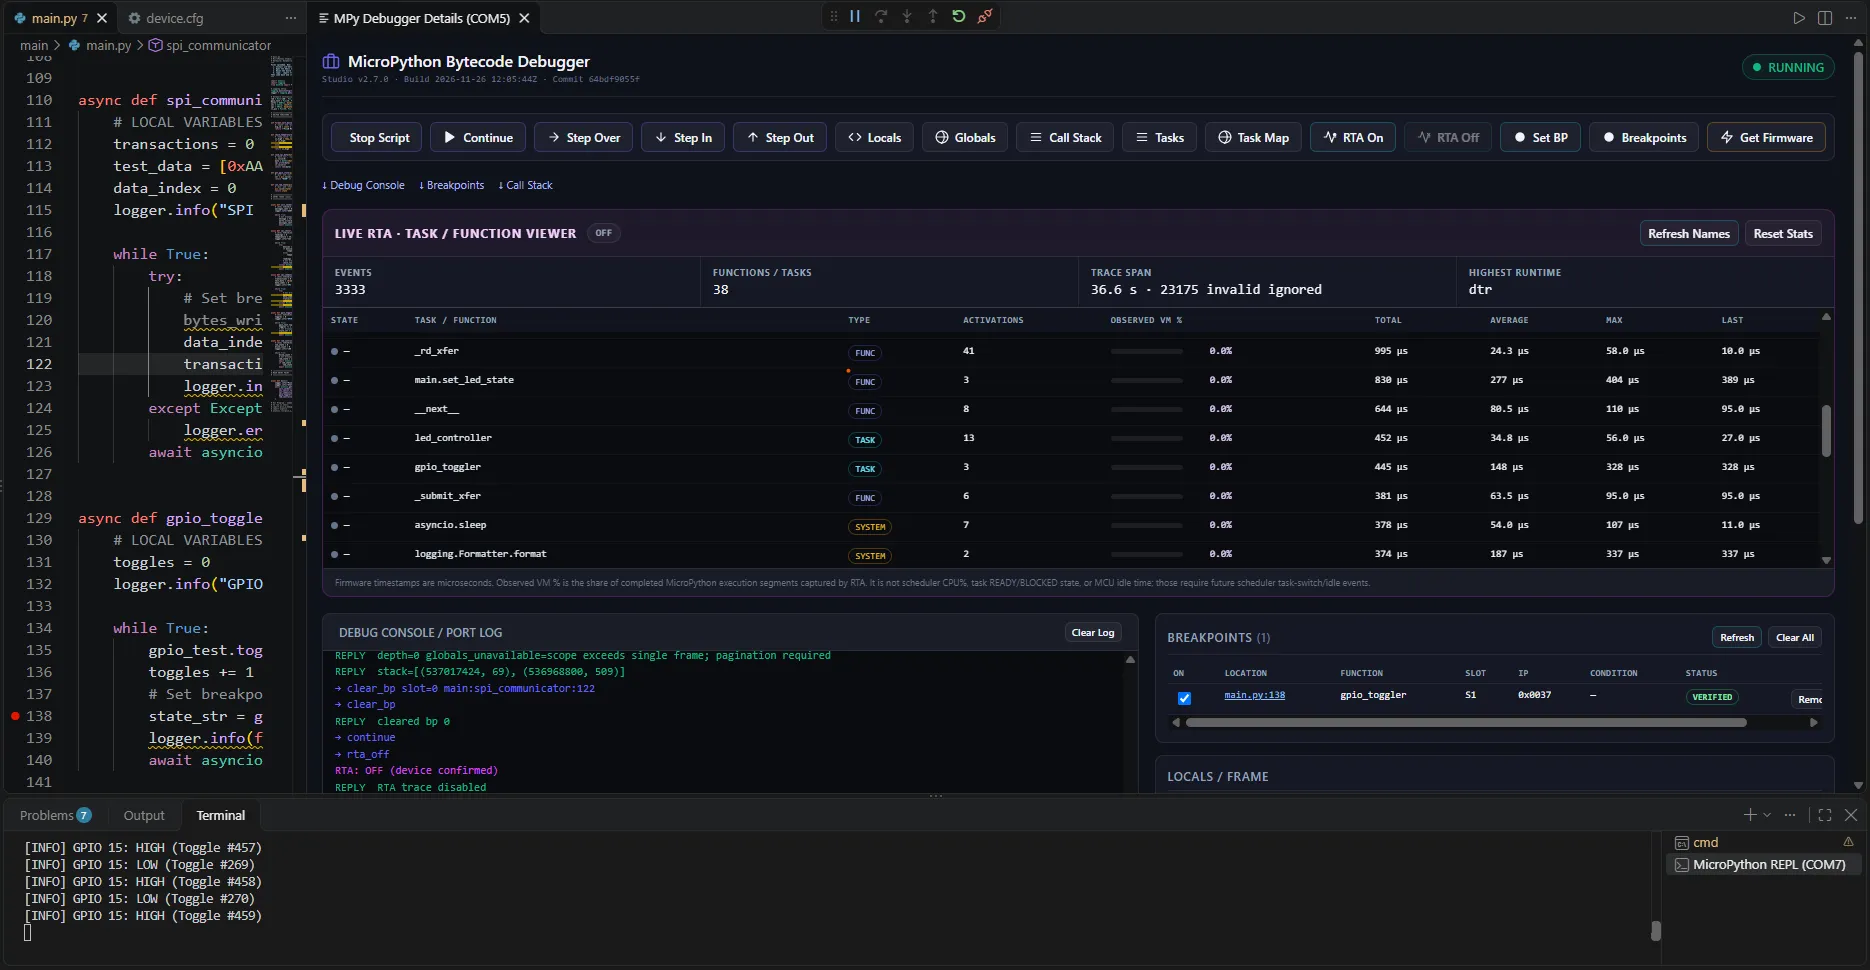 main.py 7
device.cfg
MPy Debugger Details (COM5)
main > main.py > spi_communicator
108
109
110 async def spi_communi
111 # LOCAL VARIABLES
112 transactions = 0
113 test_data = [0xAA
114 data_index = 0
115 logger.info("SPI
116
117 while True:
118 try:
119 # Set bre
120 bytes_wri
121 data_inde
122 transacti
123 logger.in
124 except Except
125 logger.er
126 await asyncio
127
128
129 async def gpio_toggle
130 # LOCAL VARIABLES
131 toggles = 0
132 logger.info("GPIO
133
134 while True:
135 gpio_test.tog
136 toggles += 1
137 # Set breakpo
138 state_str = g
139 logger.info(f
140 await asyncio
141
MicroPython Bytecode Debugger
Studio v2.7.0 · Build 2026-11-26 12:05:44Z · Commit 64bdf9055f
RUNNING
Stop Script Continue Step Over Step In Step Out Locals Globals Call Stack Tasks Task Map RTA On RTA Off Set BP Breakpoints Get Firmware
↓ Debug Console ↓ Breakpoints ↓ Call Stack
LIVE RTA · TASK / FUNCTION VIEWER OFF
Refresh Names Reset Stats
EVENTS
3333
FUNCTIONS / TASKS
38
TRACE SPAN
36.6 s · 23175 invalid ignored
HIGHEST RUNTIME
dtr
STATE TASK / FUNCTION TYPE ACTIVATIONS OBSERVED VM % TOTAL AVERAGE MAX LAST
— _rd_xfer FUNC 41 0.0% 995 µs 24.3 µs 58.0 µs 10.0 µs
— main.set_led_state FUNC 3 0.0% 830 µs 277 µs 404 µs 389 µs
— __next__ FUNC 8 0.0% 644 µs 80.5 µs 110 µs 95.0 µs
— led_controller TASK 13 0.0% 452 µs 34.8 µs 56.0 µs 27.0 µs
— gpio_toggler TASK 3 0.0% 445 µs 148 µs 328 µs 328 µs
— _submit_xfer FUNC 6 0.0% 381 µs 63.5 µs 95.0 µs 95.0 µs
— asyncio.sleep SYSTEM 7 0.0% 378 µs 54.0 µs 107 µs 11.0 µs
— logging.Formatter.format SYSTEM 2 0.0% 374 µs 187 µs 337 µs 337 µs
Firmware timestamps are microseconds. Observed VM % is the share of completed MicroPython execution segments captured by RTA. It is not scheduler CPU%, task READY/BLOCKED state, or MCU idle time; those require future scheduler task-switch/idle events.
DEBUG CONSOLE / PORT LOG
Clear Log
REPLY depth=0 globals_unavailable=scope exceeds single frame; pagination required
REPLY stack=[(537017424, 69), (536968800, 509)]
→ clear_bp slot=0 main:spi_communicator:122
→ clear_bp
REPLY cleared bp 0
→ continue
→ rta_off
RTA: OFF (device confirmed)
REPLY RTA trace disabled
BREAKPOINTS (1)
Refresh Clear All
ON LOCATION FUNCTION SLOT IP CONDITION STATUS
main.py:138 gpio_toggler S1 0x0037 — VERIFIED Remo
LOCALS / FRAME
Problems 7 Output Terminal
[INFO] GPIO 15: HIGH (Toggle #457)
[INFO] GPIO 15: LOW (Toggle #269)
[INFO] GPIO 15: HIGH (Toggle #458)
[INFO] GPIO 15: LOW (Toggle #270)
[INFO] GPIO 15: HIGH (Toggle #459)
cmd
MicroPython REPL (COM7)